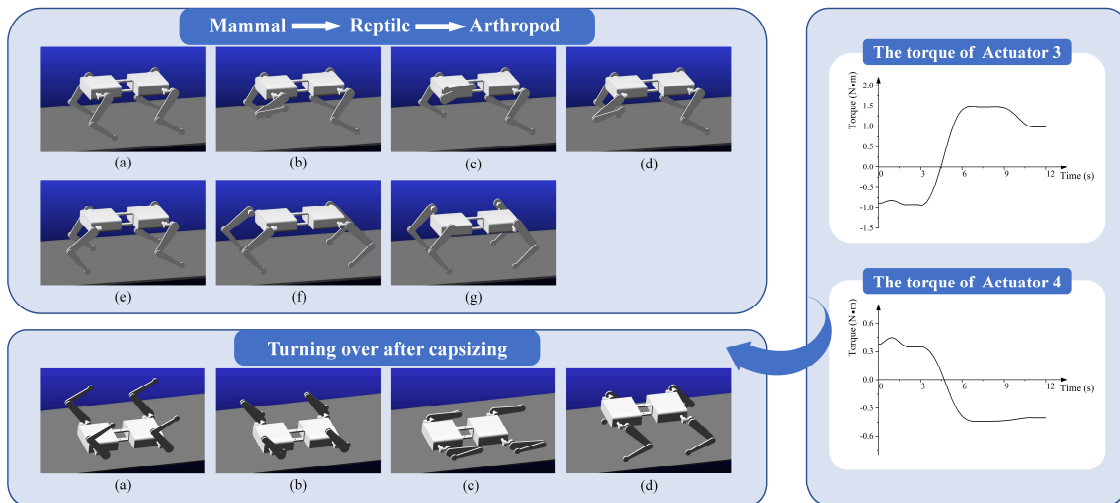 Mammal Rcptilc Arthropod
(a) (b) (c) (d)
(e) (f) (g)
Turning over after capsizing
(a) (b) (c) (d)
The torque of Actuator 3
Torque (N•m)
2.0
1.5
1.0
0.5
0.0
-0.5
-1.0
-1.5
0 3 6 9 12
Time (s)
The torque of Actuator 4
Torque (N•n)
0.6
0.3
0.0
-0.3
-0.6
0 3 6 9 12
Time (s)